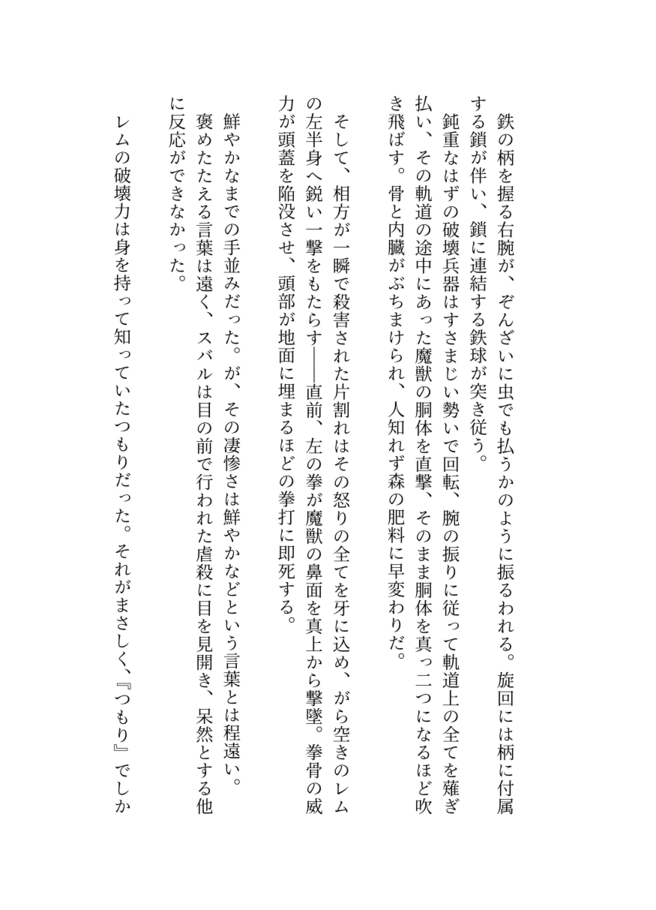 鉄の柄を握る右腕が、ぞんざいに虫でも払うかのように振るわれる。旋回には柄に付属
する鎖が伴い、鎖に連結する鉄球が突き従う。
鈍重なはずの破壊兵器はすさまじい勢いで回転、腕の振りに従って軌道上の全てを薙ぎ
払い、その軌道の途中にあった魔獣の胴体を直撃、そのまま胴体を真っ二つになるほど吹
き飛ばす。骨と内臓がぶちまけられ、人知れず森の肥料に早変わりだ。
そして、相方が一瞬で殺害された片割れはその怒りの全てを牙に込め、がら空きのレム
の左半身へ鋭い一撃をもたらす――直前、左の拳が魔獣の鼻面を真上から撃墜。拳骨の威
力が頭蓋を陥没させ、頭部が地面に埋まるほどの拳打に即死する。
鮮やかなまでの手並みだった。が、その凄惨さは鮮やかなどという言葉とは程遠い。
褒めたたえる言葉は遠く、スバルは目の前で行われた虐殺に目を見開き、呆然とする他
に反応ができなかった。
レムの破壊力は身を持って知っていたつもりだった。それがまさしく、『つもり』でしか